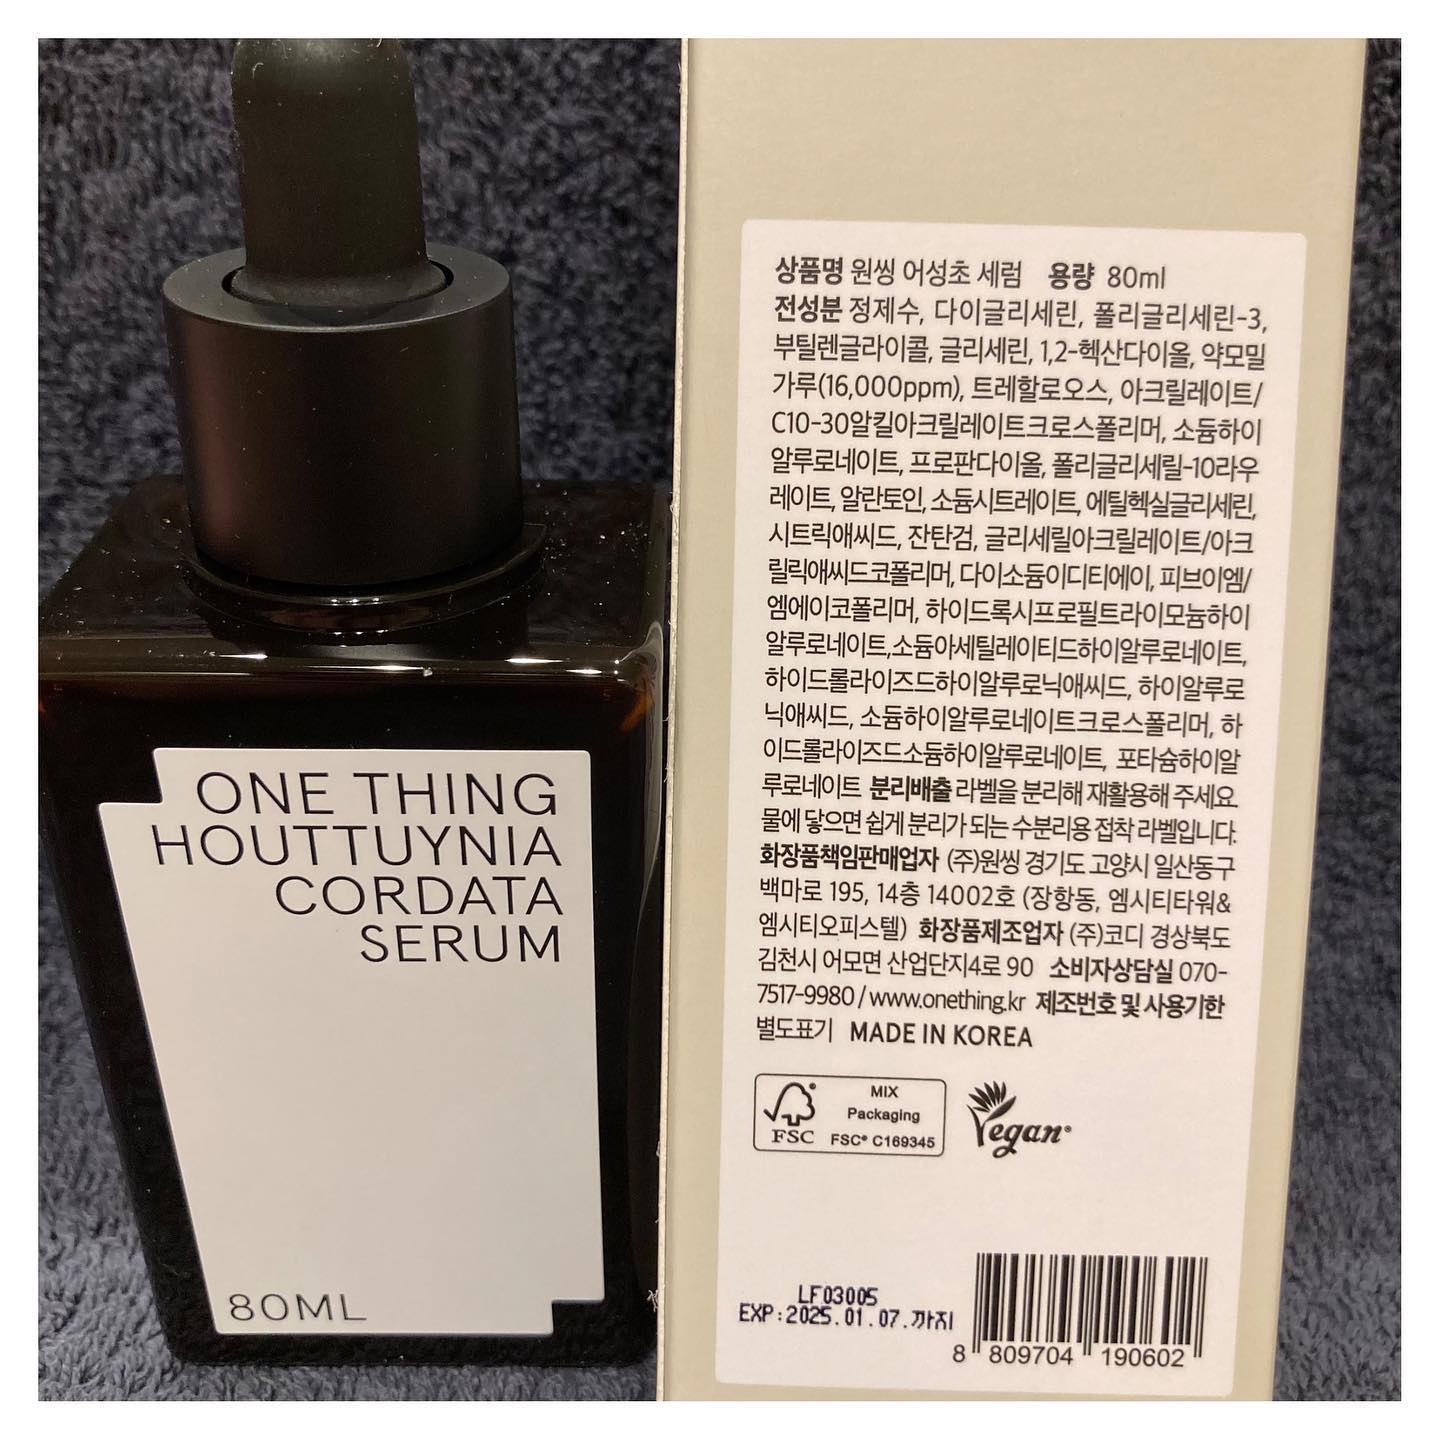 ONE THING
HOUTTUYNIA
CORDATA
SERUM
80ML
상품명 원씽 어성초 세럼 용량 80ml
전성분 정제수, 다이글리세린, 폴리글리세린-3,
부틸렌글라이콜, 글리세린, 1,2-헥산다이올, 약모밀
가루(16,000ppm), 트레할로오스, 아크릴레이트/
C10-30알킬아크릴레이트크로스폴리머, 소듐하이
알루로네이트, 프로판다이올, 폴리글리세릴-10라우
레이트, 알란토인, 소듐시트레이트, 에틸헥실글리세린,
시트릭애씨드, 잔탄검, 글리세릴아크릴레이트/아크
릴릭애씨드코폴리머, 다이소듐이디티에이, 피브이엠/
엠에이코폴리머, 하이드록시프로필트라이모늄하이
알루로네이트,소듐아세틸레이티드하이알루로네이트,
하이드롤라이즈드하이알루로닉애씨드, 하이알루로
닉애씨드, 소듐하이알루로네이트크로스폴리머, 하
이드롤라이즈드소듐하이알루로네이트, 포타슘하이알
루로네이트 분리배출 라벨을 분리해 재활용해 주세요.
물에 닿으면 쉽게 분리가 되는 수분리용 접착 라벨입니다.
화장품책임판매업자 (주)원씽 경기도 고양시 일산동구
백마로 195, 14층 14002호 (장항동, 엠시티타워&
엠시티오피스텔) 화장품제조업자 (주)코디 경상북도
김천시 어모면 산업단지4로 90 소비자상담실 070-
7517-9980 / www.onething.kr 제조번호 및 사용기한
별도표기 MADE IN KOREA
FSC
MIX
Packaging
FSC® C169345
Vegan®
LF03005
EXP:2025.01.07.까지
8 809704 190602